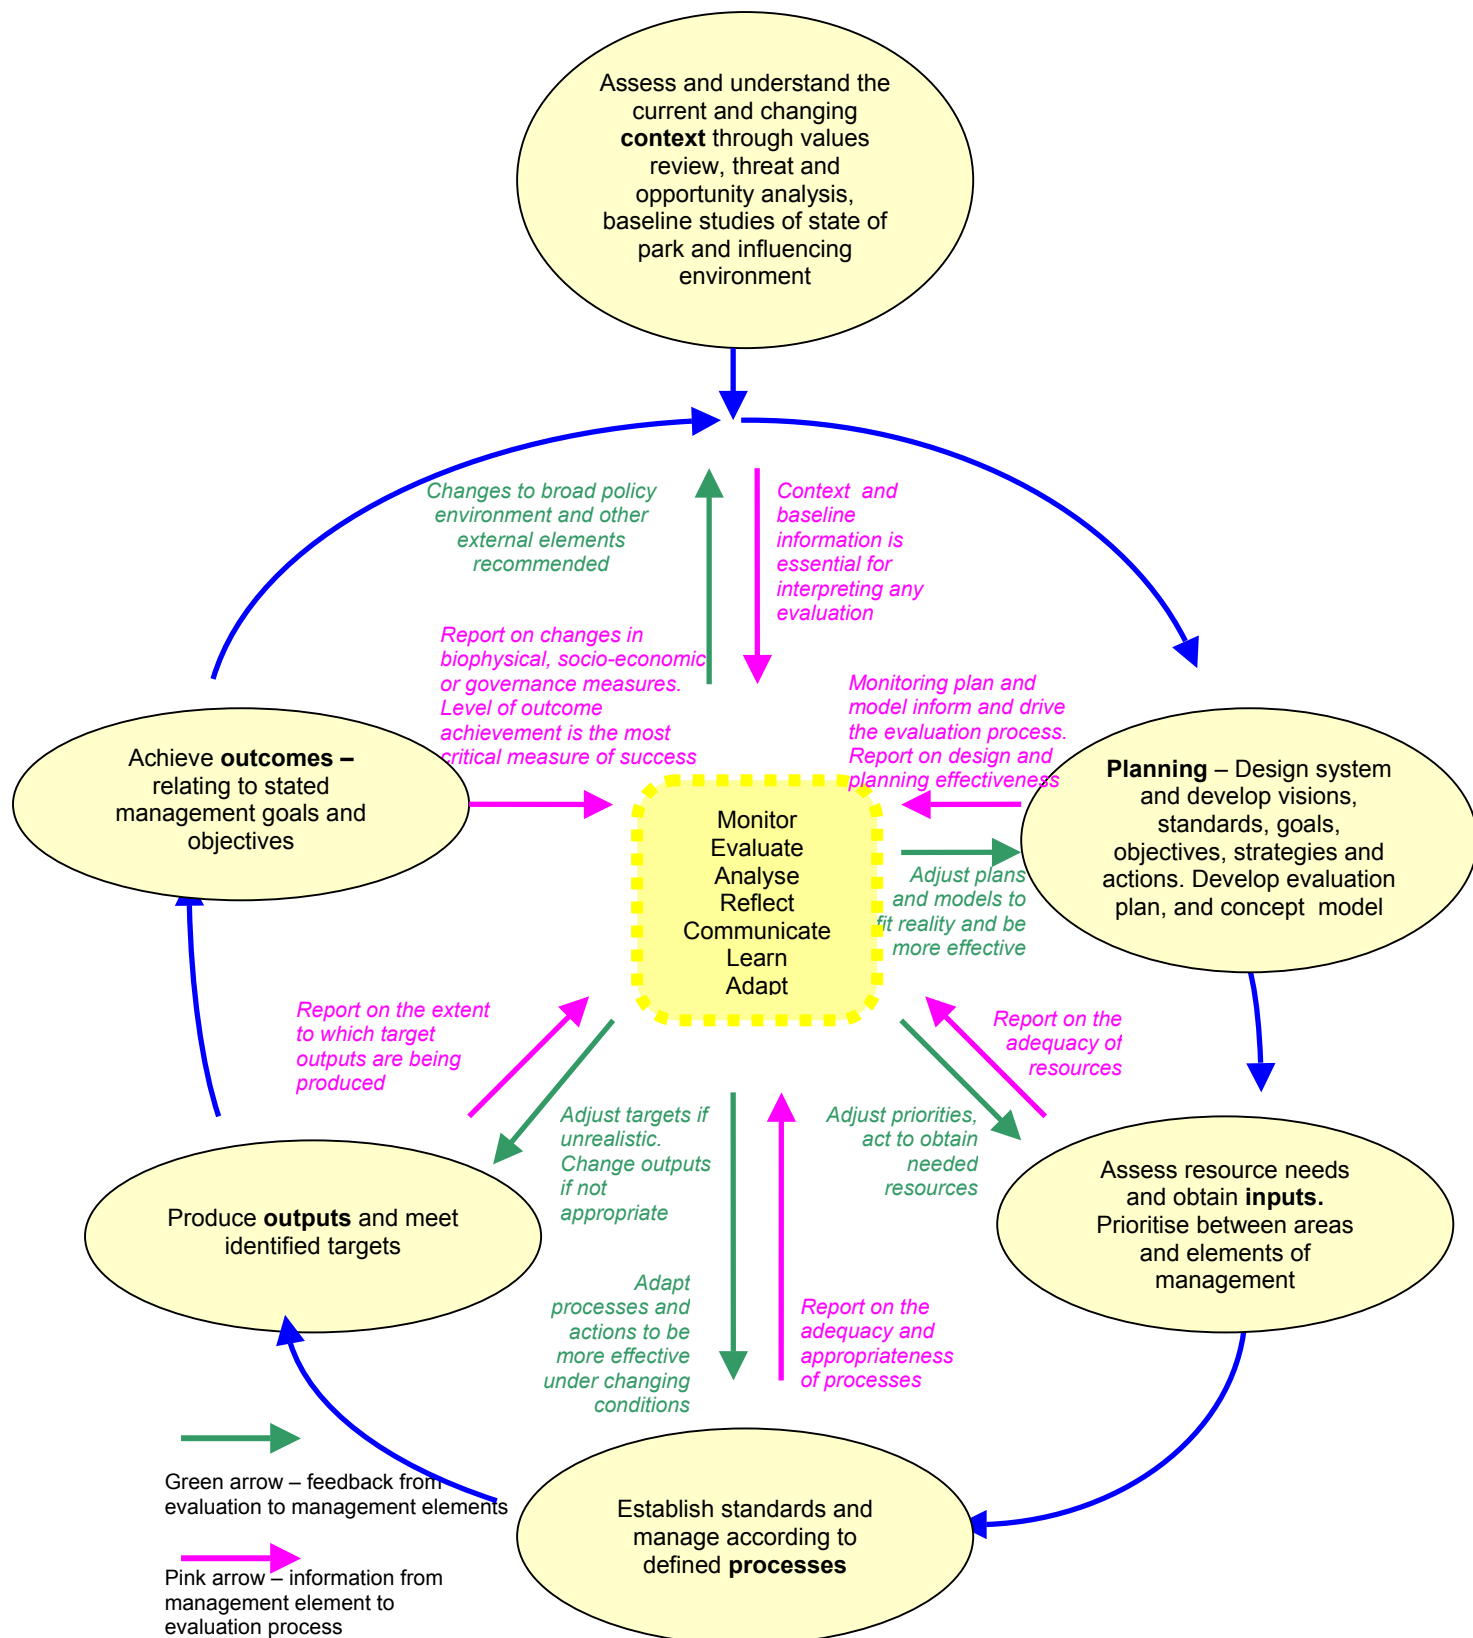 Assess and understand the
current and changing
context through values
review, threat and
opportunity analysis,
baseline studies of state of
park and influencing
environment
Changes to broad policy
environment and other
external elements
recommended
Context and
baseline
information is
essential for
interpreting any
evaluation
Report on changes in
biophysical, socio-economic
or governance measures.
Level of outcome
achievement is the most
critical measure of success
Monitoring plan and
model inform and drive
the evaluation process.
Report on design and
planning effectiveness
Achieve outcomes –
relating to stated
management goals and
objectives
Monitor
Evaluate
Analyse
Reflect
Communicate
Learn
Adapt
Planning – Design system
and develop visions,
standards, goals,
objectives, strategies and
actions. Develop evaluation
plan, and concept model
Adjust plans
and models to
fit reality and be
more effective
Report on the extent
to which target
outputs are being
produced
Report on the
adequacy of
resources
Adjust targets if
unrealistic.
Change outputs
if not
appropriate
Adjust priorities,
act to obtain
needed
resources
Produce outputs and meet
identified targets
Assess resource needs
and obtain inputs.
Prioritise between areas
and elements of
management
Adapt
processes and
actions to be
more effective
under changing
conditions
Report on the
adequacy and
appropriateness
of processes
Green arrow – feedback from
evaluation to management elements
Establish standards and
manage according to
defined processes
Pink arrow – information from
management element to
evaluation process